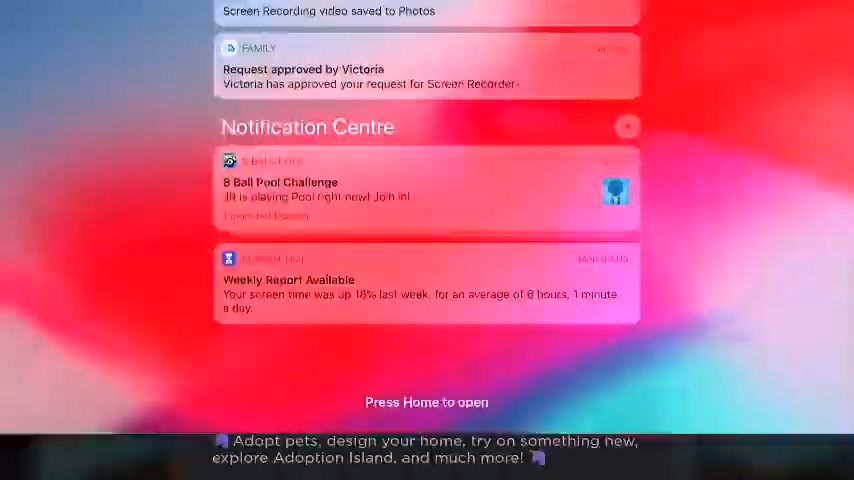 Screen Recording video saved to Photos
FAMILY
Request approved by Victoria
Victoria has approved your request for Screen Recorder·
Notification Centre
8 Ball Pool Challenge
JR is playing Pool right now! Join in!
Weekly Report Available
Your screen time was up 18% last week, for an average of 6 hours, 1 minute
a day.
Press Home to open
Adopt pets, design your home, try on something new,
explore Adoption Island, and much more!